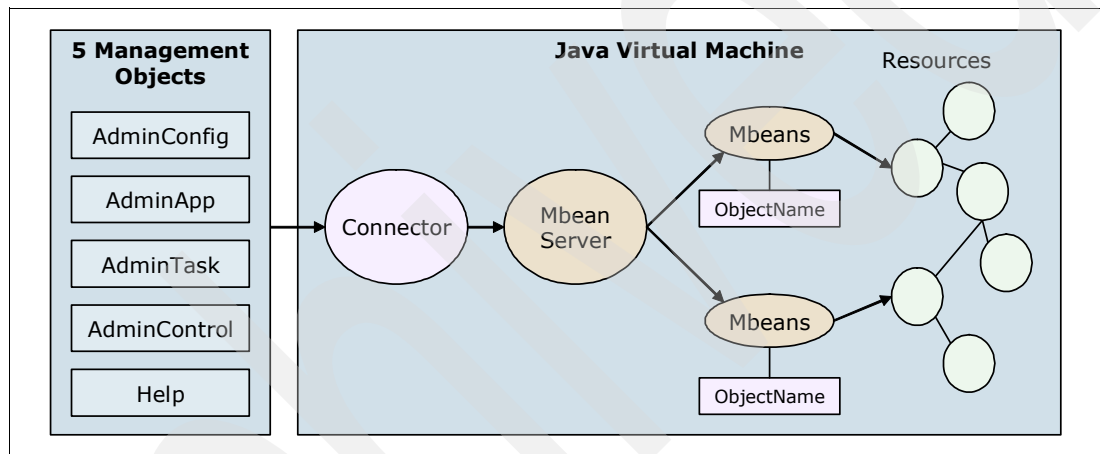 5 Management
Objects
AdminConfig
AdminApp
AdminTask
AdminControl
Help
Java Virtual Machine
Resources
Connector
Mbean
Server
Mbeans
ObjectName
Mbeans
ObjectName